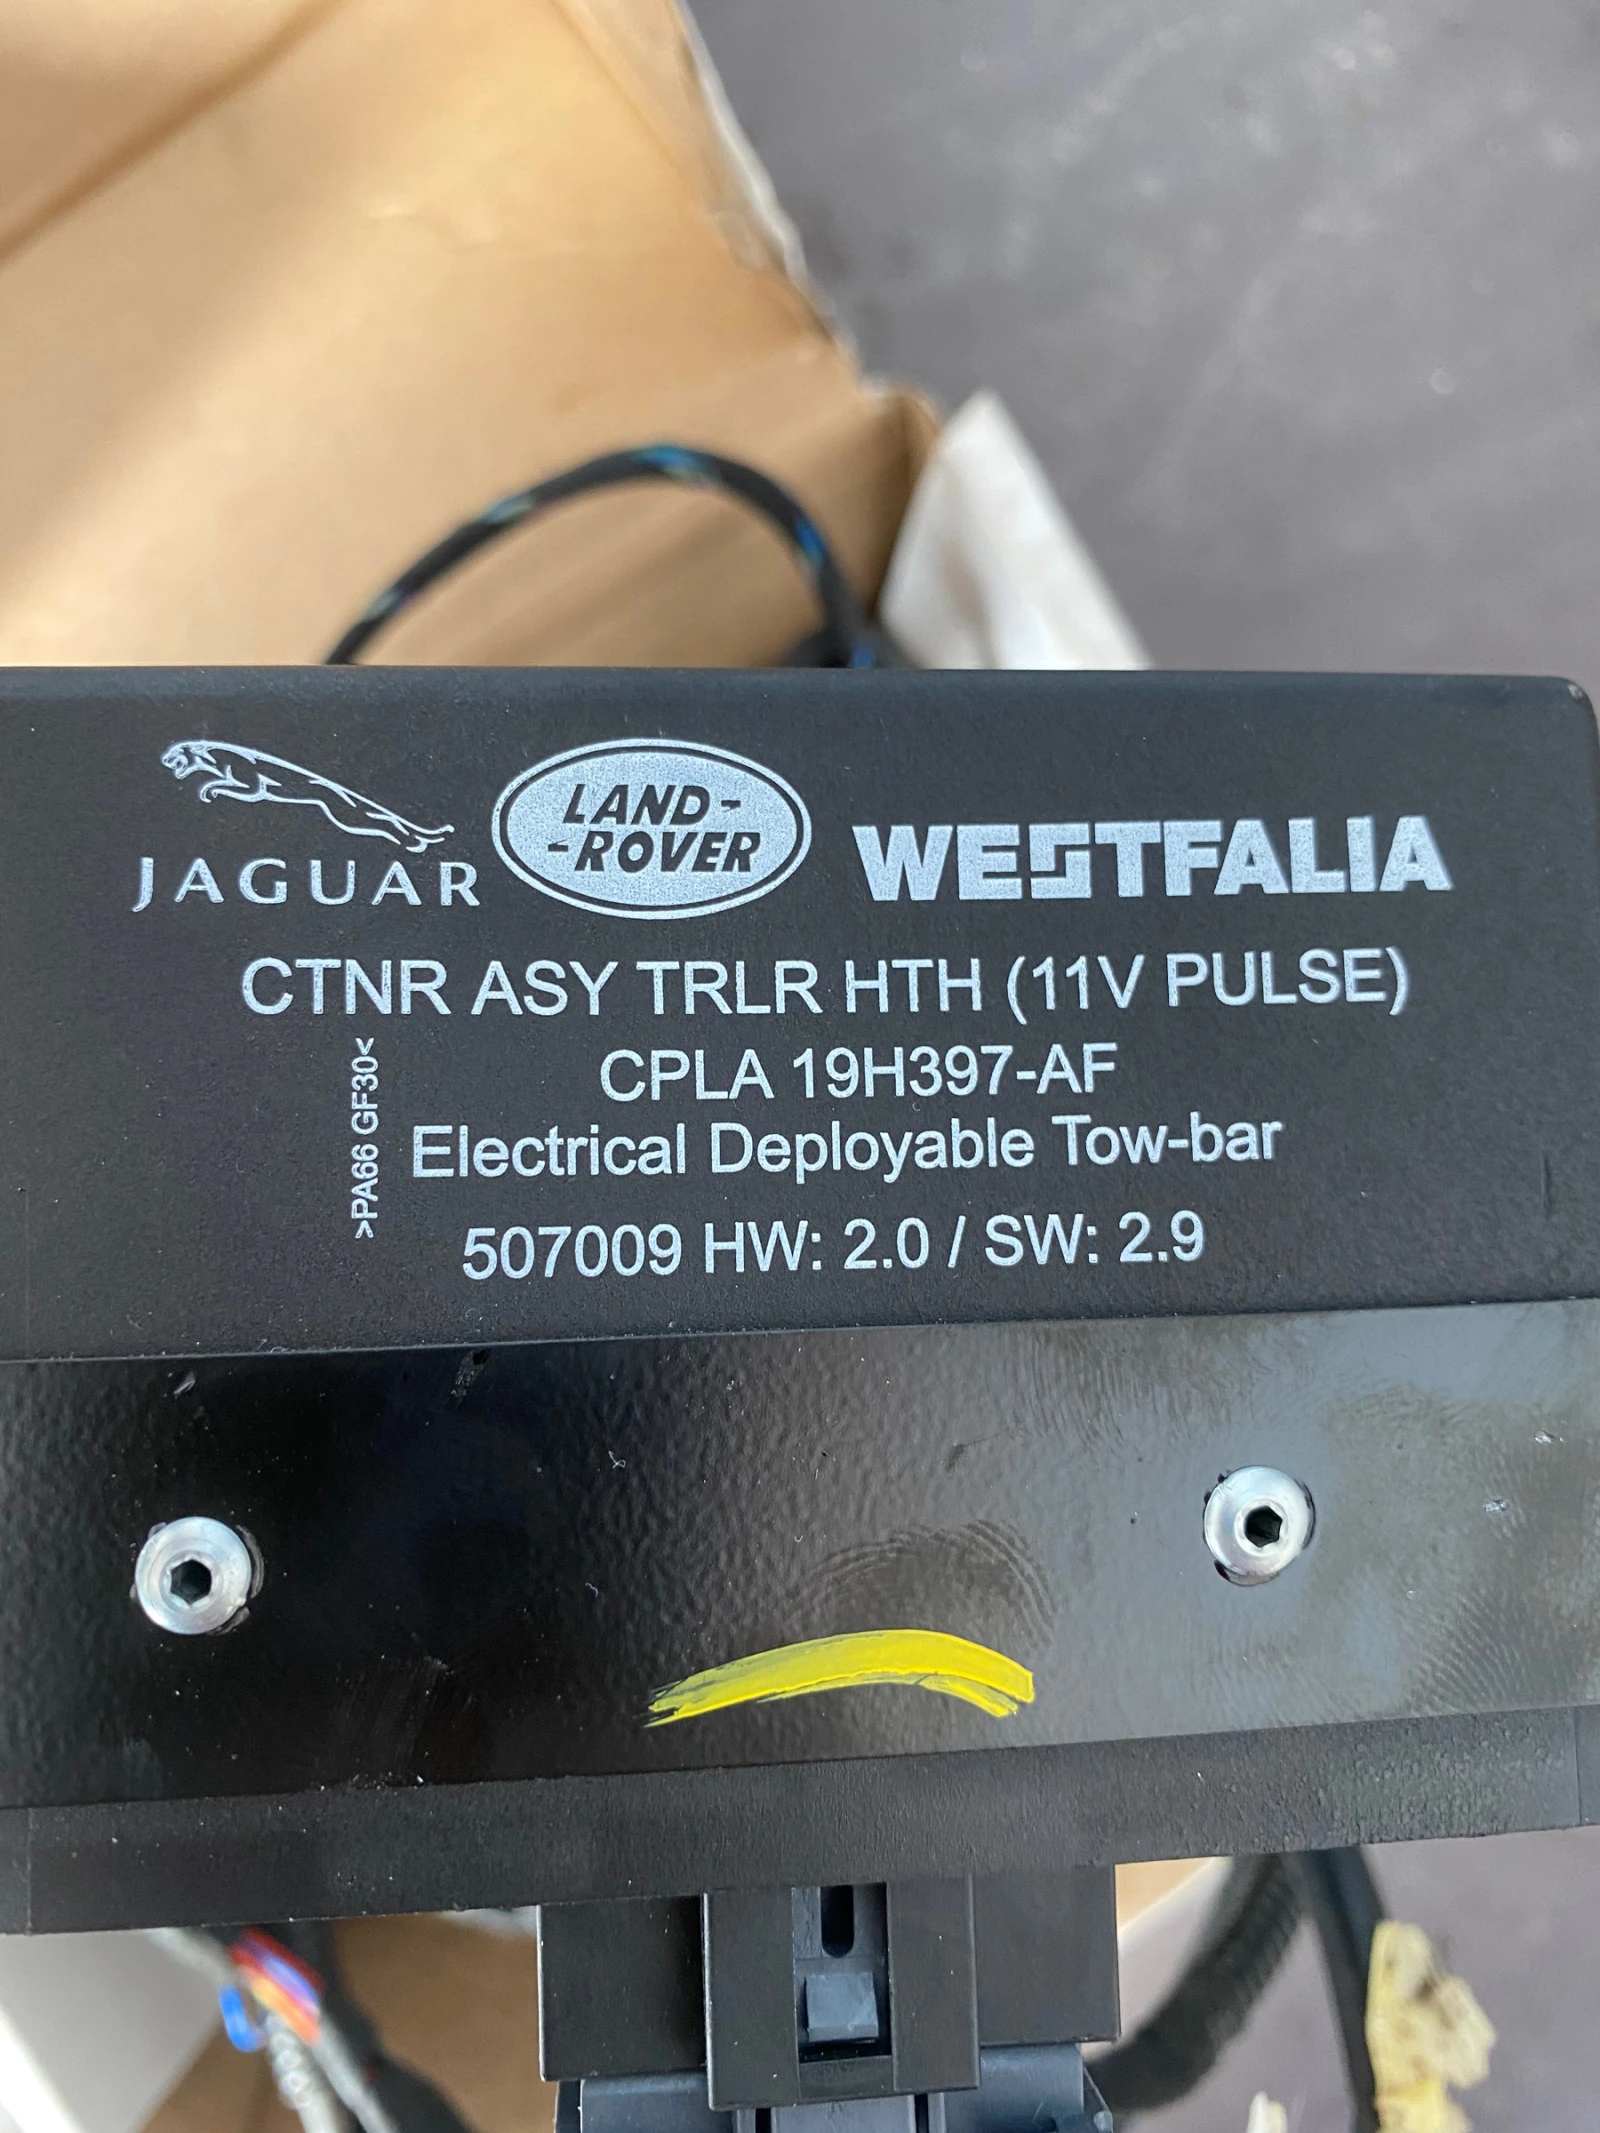 JAGUAR
LAND-
-ROVER
WESTFALIA
CTNR ASY TRLR HTH (11V PULSE)
CPLA 19H397-AF
>PA66 GF30<
Electrical Deployable Tow-bar
507009 HW: 2.0 / SW: 2.9